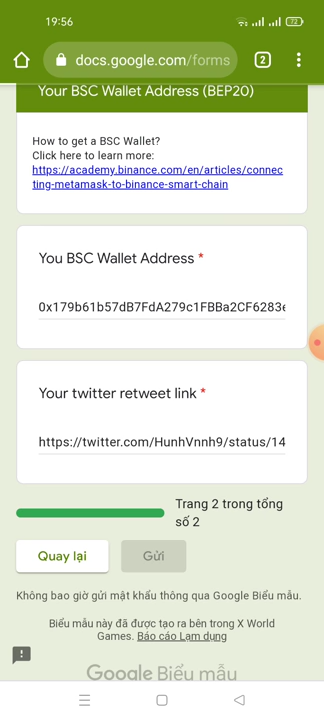 19:56
72
docs.google.com/forms
2
Your BSC Wallet Address (BEP20)
How to get a BSC Wallet?
Click here to learn more:
https://academy.binance.com/en/articles/connec
ting-metamask-to-binance-smart-chain
You BSC Wallet Address *
0x179b61b57dB7FdA279c1FBBa2CF6283e
Your twitter retweet link *
https://twitter.com/HunhVnnh9/status/14
Trang 2 trong tổng
số 2
Quay lại
Gửi
Không bao giờ gửi mật khẩu thông qua Google Biểu mẫu.
Biểu mẫu này đã được tạo ra bên trong X World
Games. Báo cáo Lạm dụng
Google Biểu mẫu